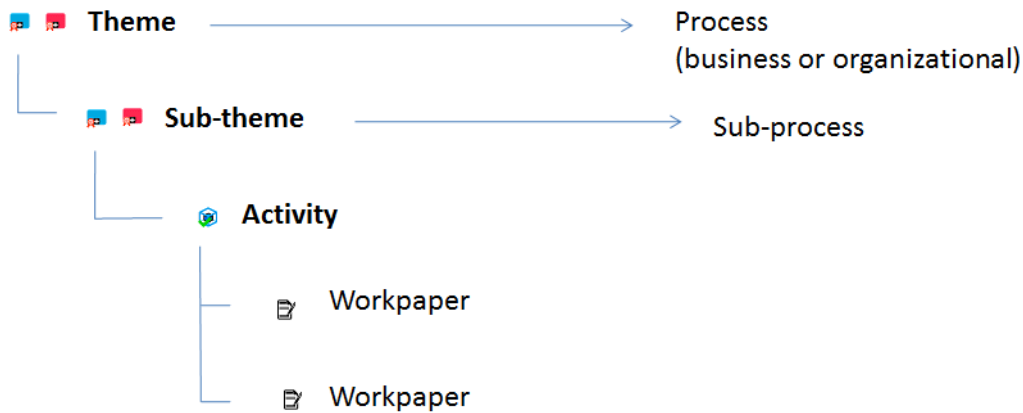 Theme
Process
(business or organizational)
Sub-theme
Sub-process
Activity
Workpaper
Workpaper